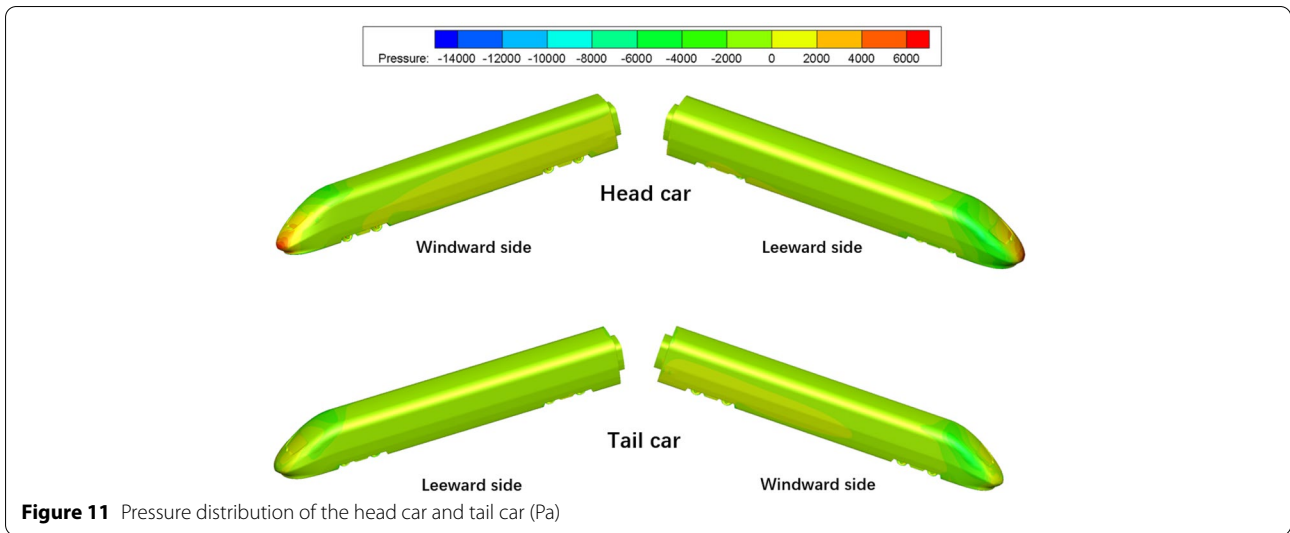 Pressure: -14000 -12000 -10000 -8000 -6000 -4000 -2000 0 2000 4000 6000
Head car
Windward side
Leeward side
Tail car
Leeward side
Windward side
Figure 11 Pressure distribution of the head car and tail car (Pa)